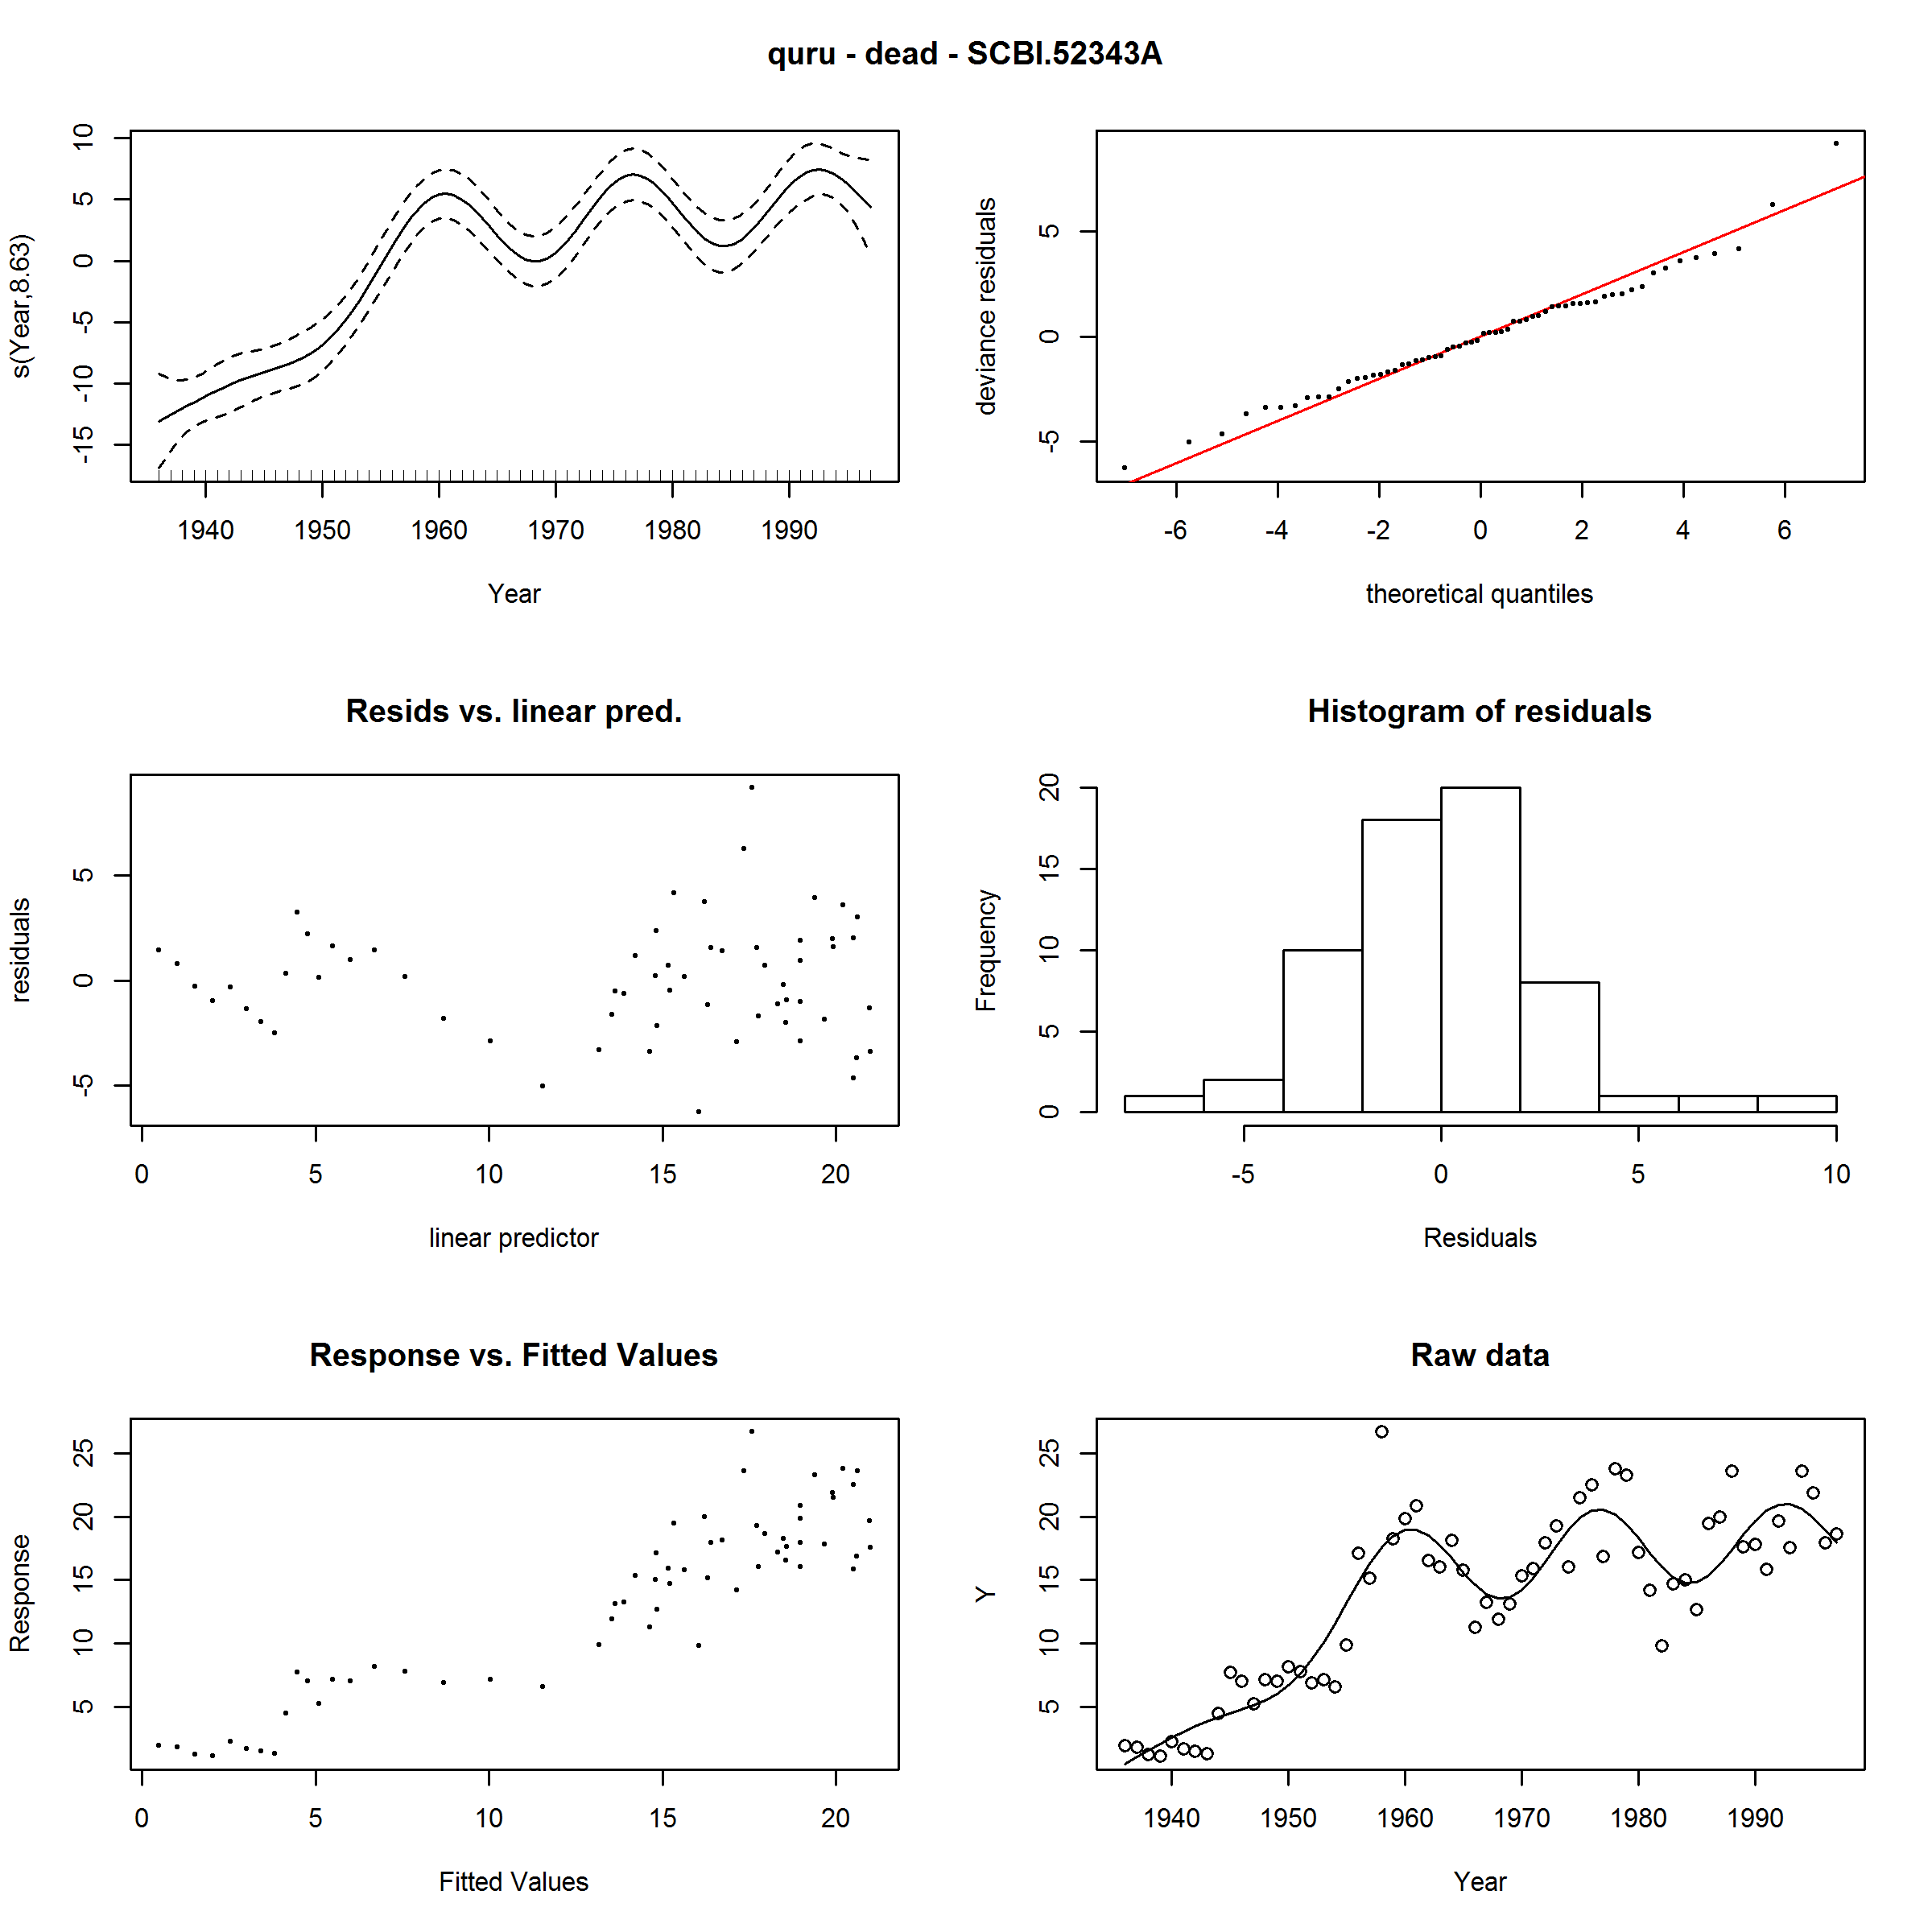 quru - dead - SCBI.52343A
s(Year,8.63)
-15 -10 -5 0 5 10
1940 1950 1960 1970 1980 1990
Year
deviance residuals
-5 0 5
-6 -4 -2 0 2 4 6
theoretical quantiles
Resids vs. linear pred.
residuals
-5 0 5
0 5 10 15 20
linear predictor
Histogram of residuals
Frequency
0 5 10 15 20
-5 0 5 10
Residuals
Response vs. Fitted Values
Response
5 10 15 20 25
0 5 10 15 20
Fitted Values
Raw data
Y
5 10 15 20 25
1940 1950 1960 1970 1980 1990
Year